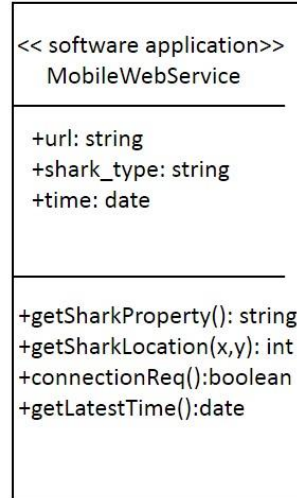 << software application>>
MobileWebService
+url: string
+shark_type: string
+time: date
+getSharkProperty(): string
+getSharkLocation(x,y): int
+connectionReq():boolean
+getLatestTime():date